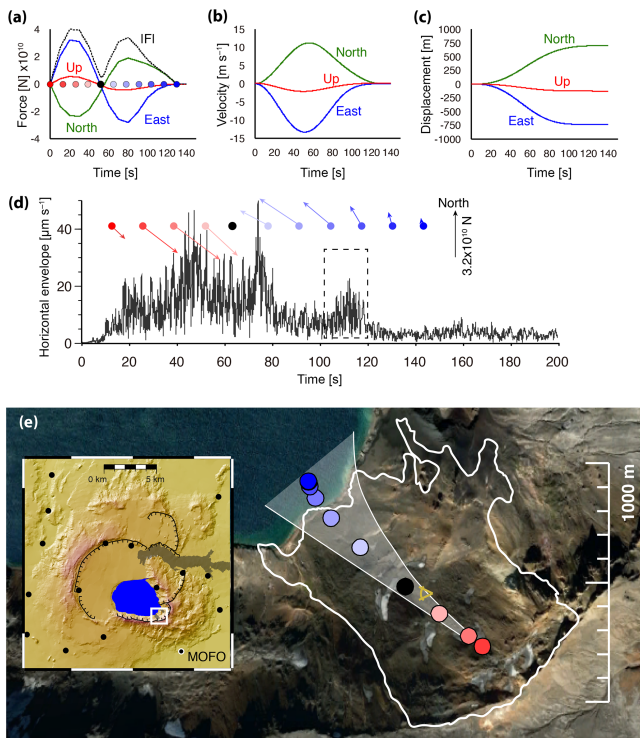 (a)
Force [N] x10¹⁰
4
2
0
-2
-4
IFI
Up
North
East
0 20 40 60 80 100 120 140
Time [s]
(b)
Velocity [m s⁻¹]
15
10
5
0
-5
-10
-15
North
Up
East
0 20 40 60 80 100 120 140
Time [s]
(c)
Displacement [m]
1000
750
500
250
0
-250
-500
-750
-1000
North
Up
East
0 20 40 60 80 100 120 140
Time [s]
(d)
Horizontal envelope [μm s⁻¹]
40
20
0
North
3.2x10¹⁰ N
0 20 40 60 80 100 120 140 160 180 200
Time [s]
(e)
0 km 5 km
MOFO
1000 m